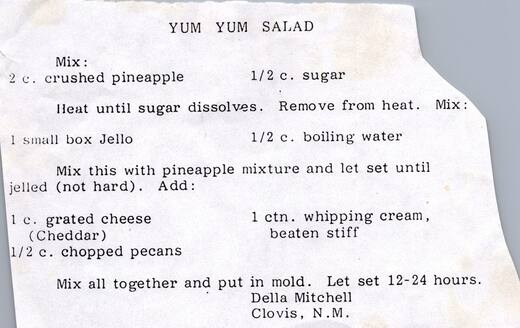 YUM YUM SALAD
Mix:
2 c. crushed pineapple 1/2 c. sugar
Heat until sugar dissolves. Remove from heat. Mix:
1 small box Jello 1/2 c. boiling water
Mix this with pineapple mixture and let set until
jelled (not hard). Add:
1 c. grated cheese 1 ctn. whipping cream,
(Cheddar) beaten stiff
1/2 c. chopped pecans
Mix all together and put in mold. Let set 12-24 hours.
Della Mitchell
Clovis, N.M.